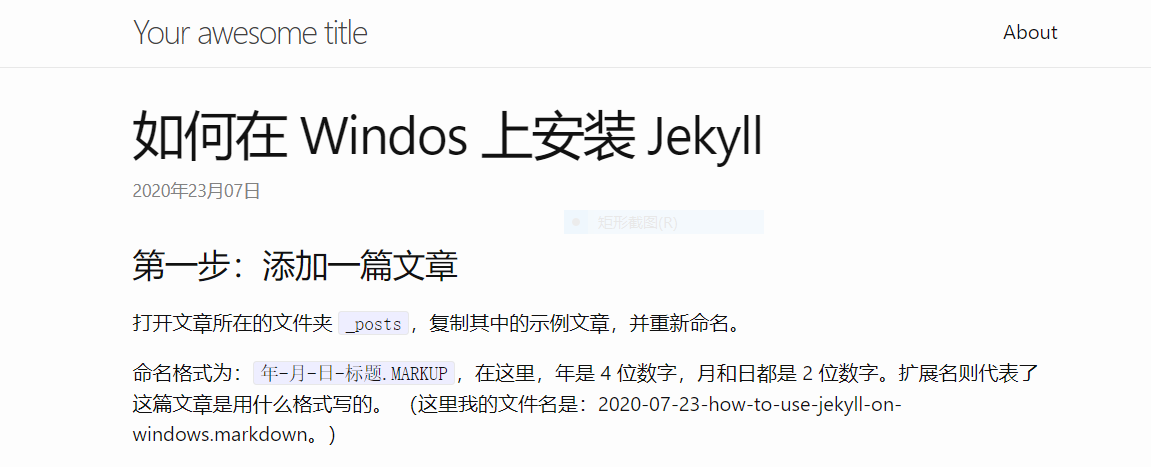 Your awesome title
About
如何在 Windos 上安装 Jekyll
2020年23月07日
矩形截图(R)
第一步：添加一篇文章
打开文章所在的文件夹 _posts，复制其中的示例文章，并重新命名。
命名格式为：年-月-日-标题.MARKUP，在这里，年是 4 位数字，月和日都是 2 位数字。扩展名则代表了
这篇文章是用什么格式写的。 （这里我的文件名是：2020-07-23-how-to-use-jekyll-on-
windows.markdown。）